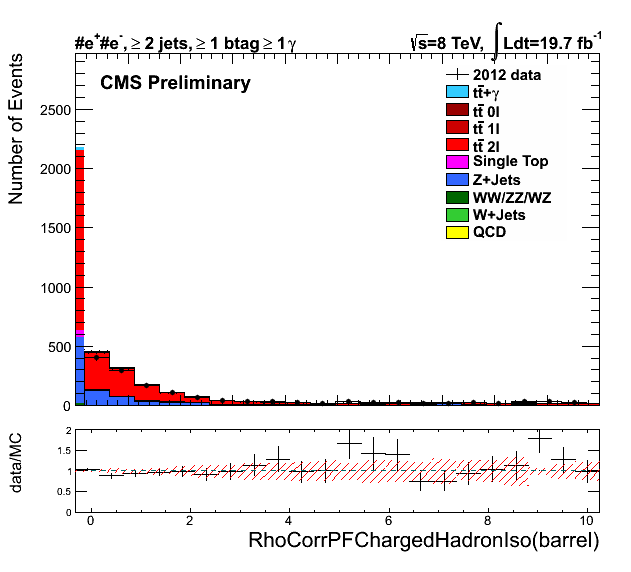 #e+#e-, ≥ 2 jets, ≥ 1 btag ≥ 1 γ
√s=8 TeV, ∫ Ldt=19.7 fb-1
CMS Preliminary
2012 data
tt̄+γ
tt̄ 0l
tt̄ 1l
tt̄ 2l
Single Top
Z+Jets
WW/ZZ/WZ
W+Jets
QCD
Number of Events
2500
2000
1500
1000
500
0
data/MC
2
1.5
1
0.5
0
0 2 4 6 8 10
RhoCorrPFChargedHadronIso(barrel)